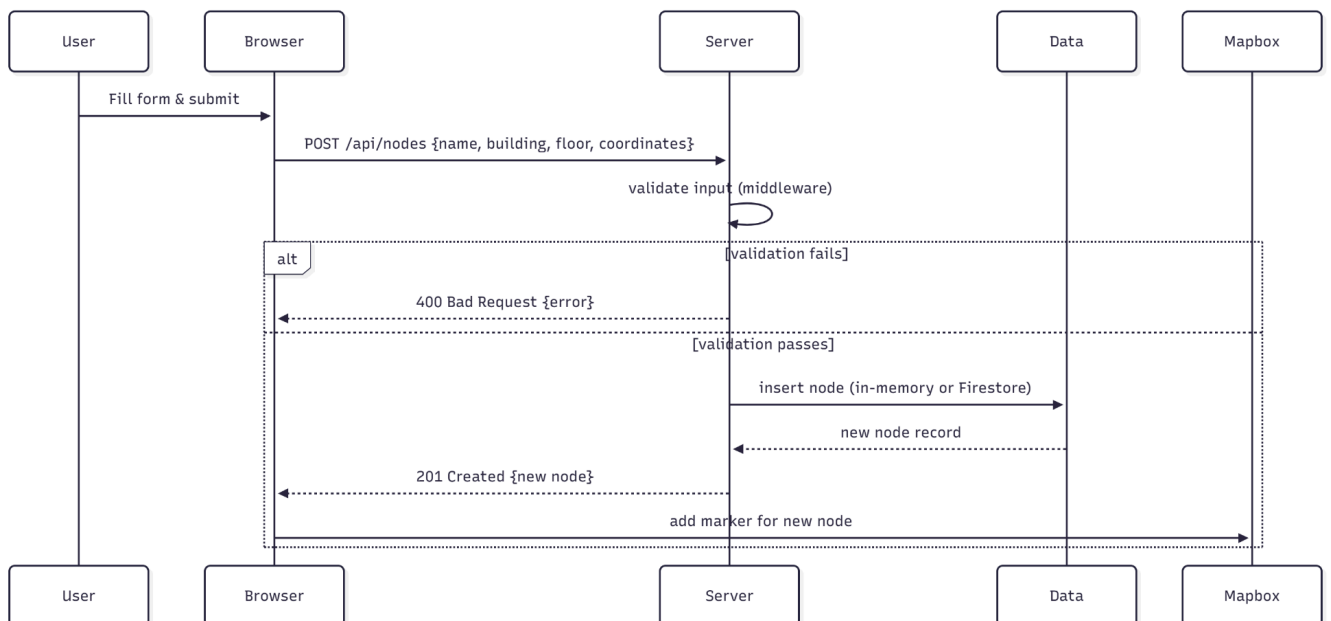 User
Browser
Server
Data
Mapbox
Fill form & submit
POST /api/nodes {name, building, floor, coordinates}
validate input (middleware)
alt
[validation fails]
400 Bad Request {error}
[validation passes]
insert node (in-memory or Firestore)
new node record
201 Created {new node}
add marker for new node
User
Browser
Server
Data
Mapbox